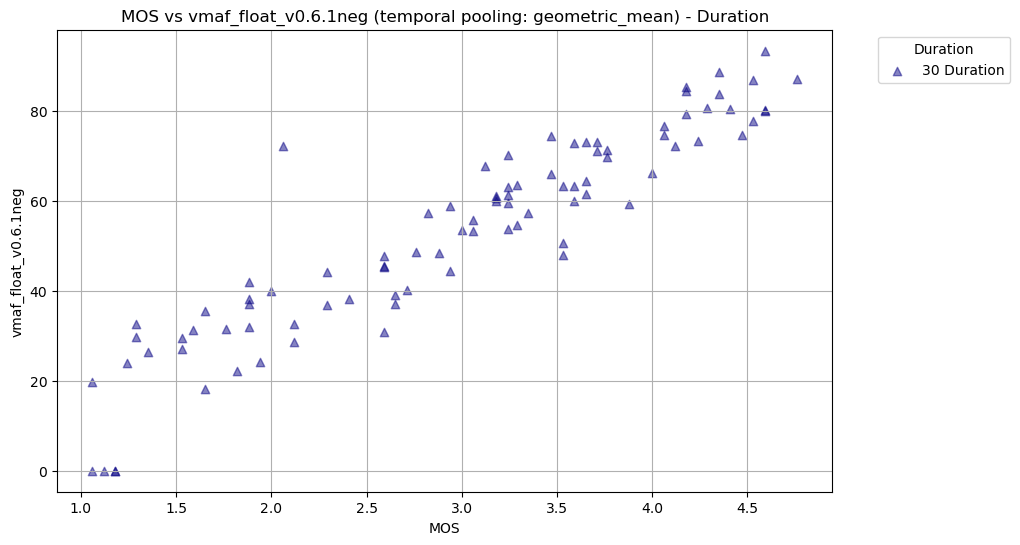 MOS vs vmaf_float_v0.6.1neg (temporal pooling: geometric_mean) - Duration
Duration
30 Duration
vmaf_float_v0.6.1neg
80
60
40
20
0
1.0 1.5 2.0 2.5 3.0 3.5 4.0 4.5
MOS